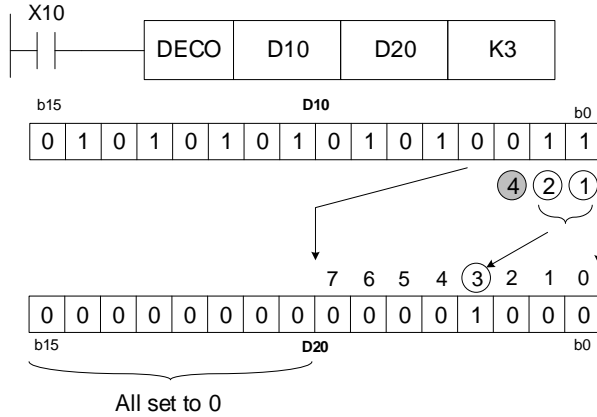 X10
DECO D10 D20 K3
b15 D10 b0
0 1 0 1 0 1 0 1 0 1 0 1 0 0 1 1
4 2 1
7 6 5 4 3 2 1 0
0 0 0 0 0 0 0 0 0 0 0 0 1 0 0 0
b15 D20 b0
All set to 0